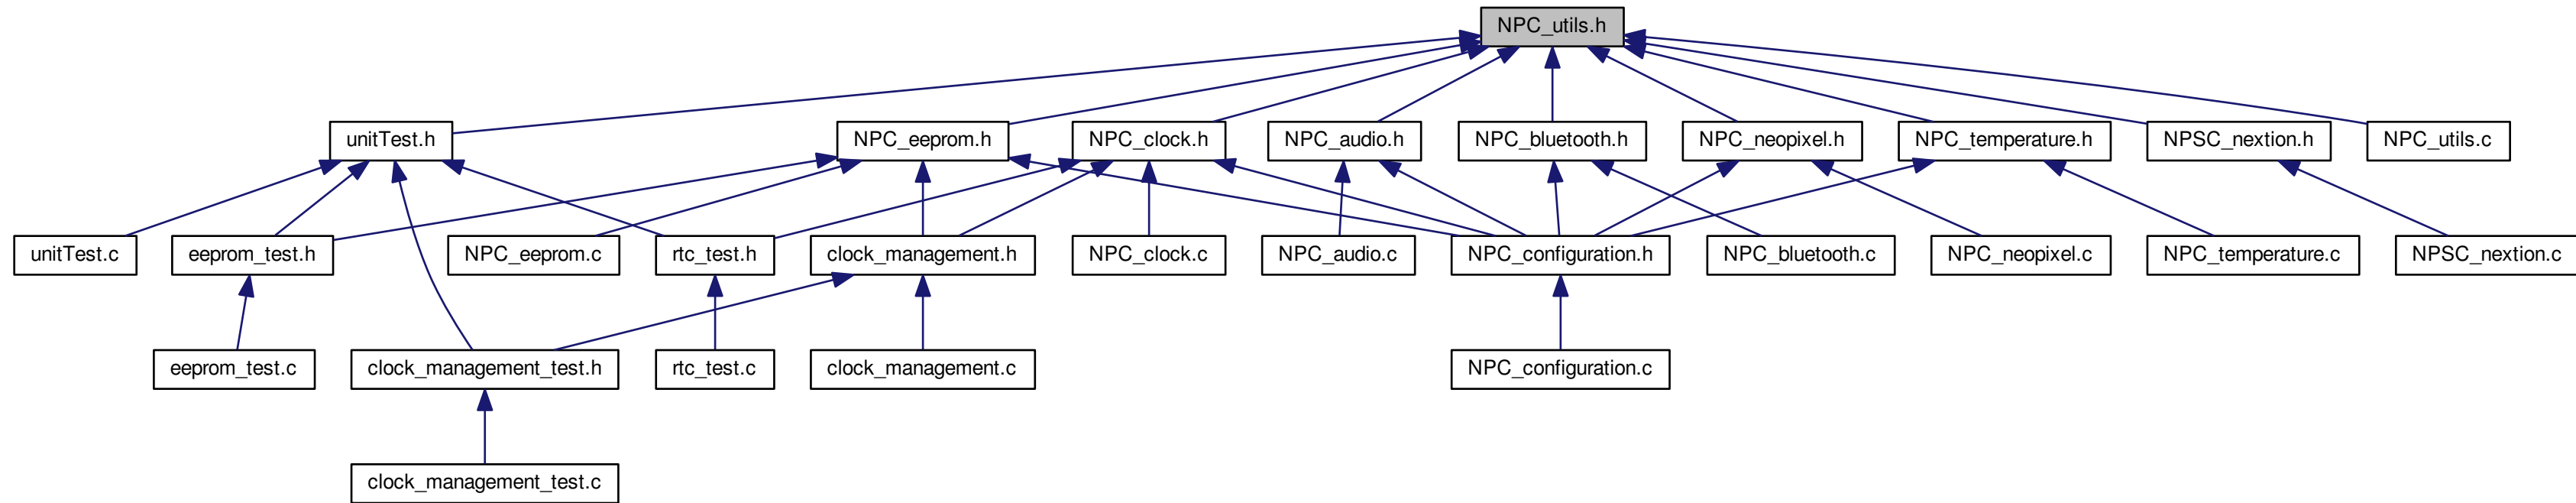 NPC_utils.h
unitTest.h
NPC_eeprom.h
NPC_clock.h
NPC_audio.h
NPC_bluetooth.h
NPC_neopixel.h
NPC_temperature.h
NPSC_nextion.h
NPC_utils.c
unitTest.c
eeprom_test.h
NPC_eeprom.c
rtc_test.h
clock_management.h
NPC_clock.c
NPC_audio.c
NPC_configuration.h
NPC_bluetooth.c
NPC_neopixel.c
NPC_temperature.c
NPSC_nextion.c
eeprom_test.c
clock_management_test.h
rtc_test.c
clock_management.c
NPC_configuration.c
clock_management_test.c